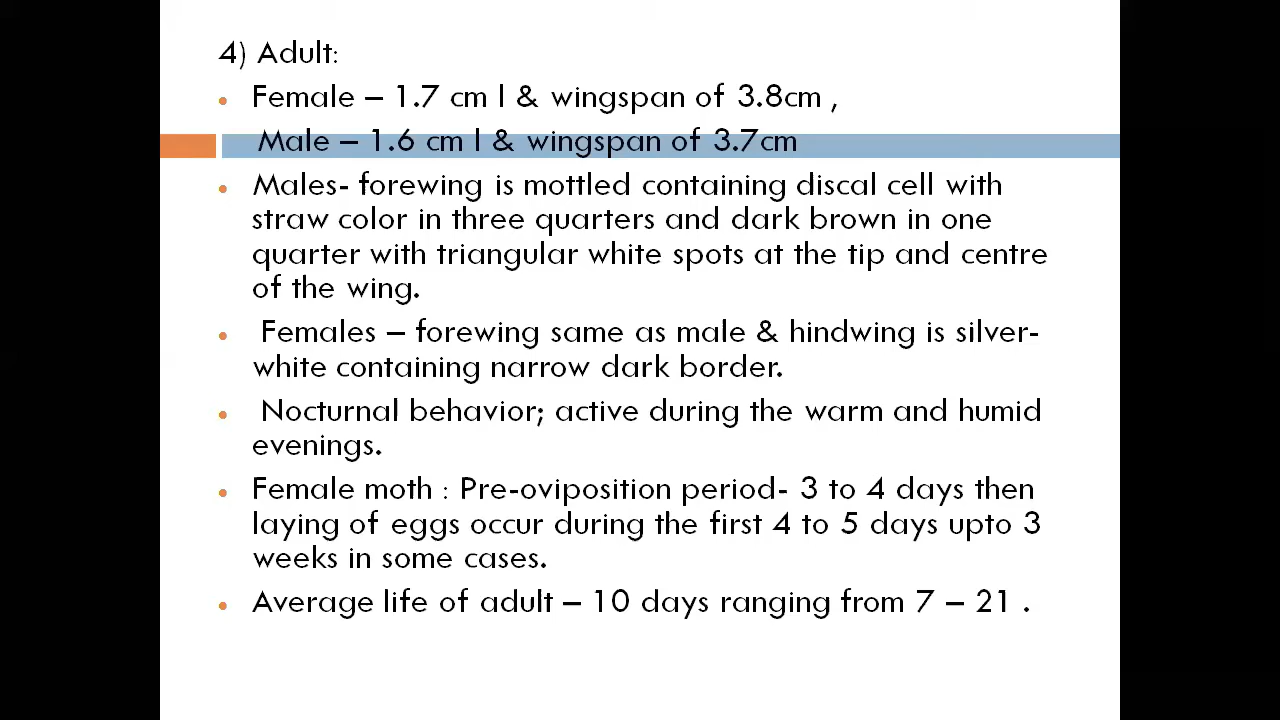 4) Adult:
• Female – 1.7 cm l & wingspan of 3.8cm ,
Male – 1.6 cm l & wingspan of 3.7cm
• Males- forewing is mottled containing discal cell with
straw color in three quarters and dark brown in one
quarter with triangular white spots at the tip and centre
of the wing.
• Females – forewing same as male & hindwing is silver-
white containing narrow dark border.
• Nocturnal behavior; active during the warm and humid
evenings.
• Female moth : Pre-oviposition period- 3 to 4 days then
laying of eggs occur during the first 4 to 5 days upto 3
weeks in some cases.
• Average life of adult – 10 days ranging from 7 – 21 .